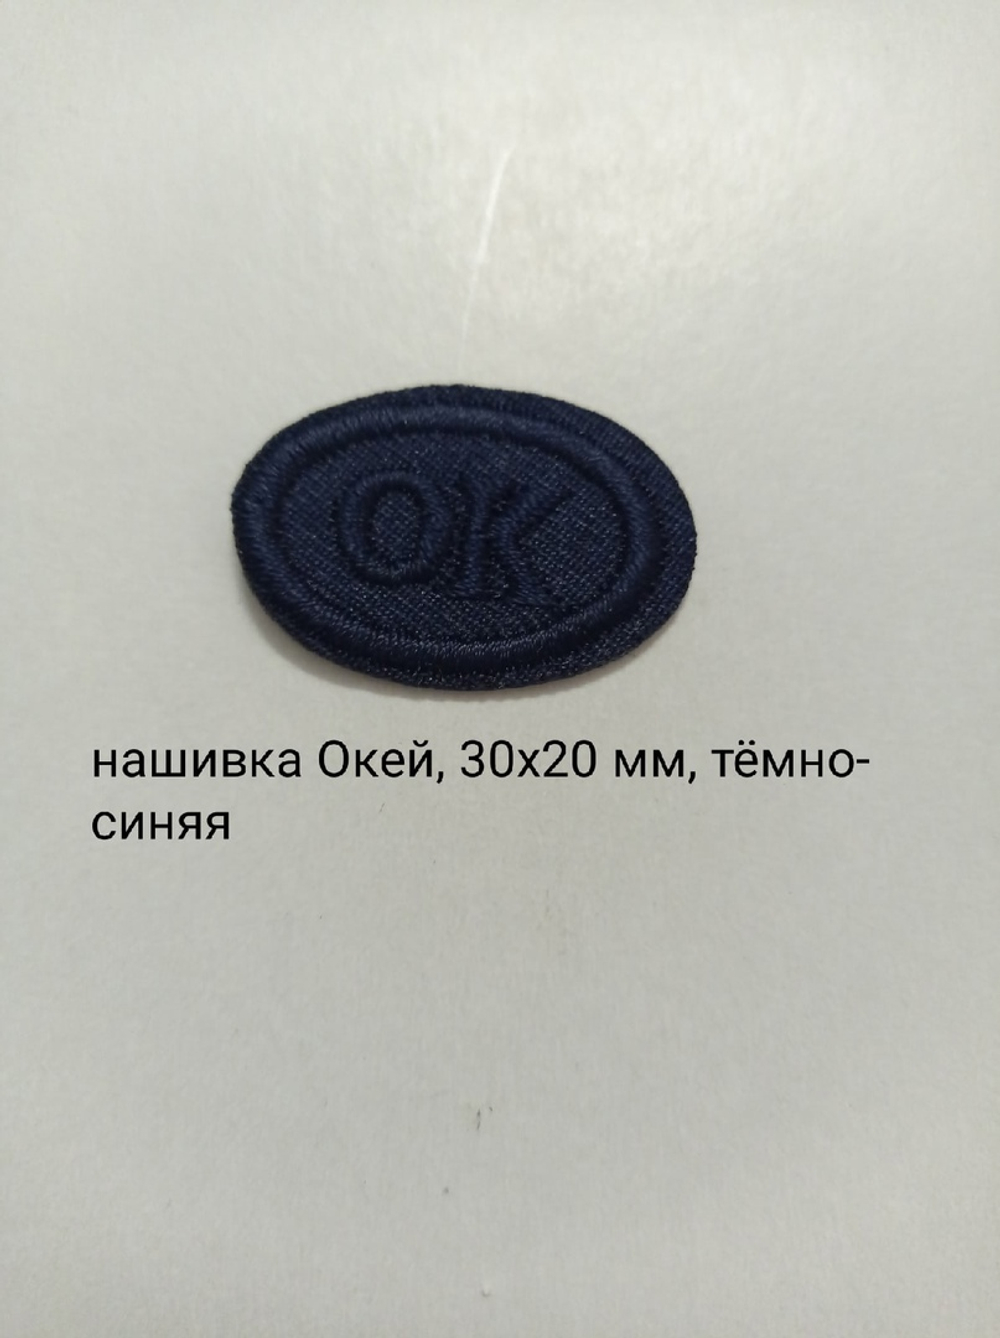 OK
нашивка Окей, 30х20 мм, тёмно-
синяя